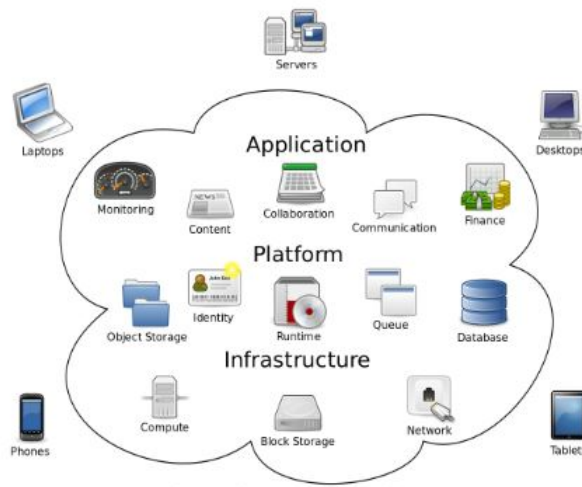 Servers
Laptops
Desktops
Application
Monitoring
Content
NEWS
Collaboration
Communication
Finance
Platform
Object Storage
Identity
Runtime
Queue
Database
Infrastructure
Compute
Block Storage
Network
Phones
Tablet